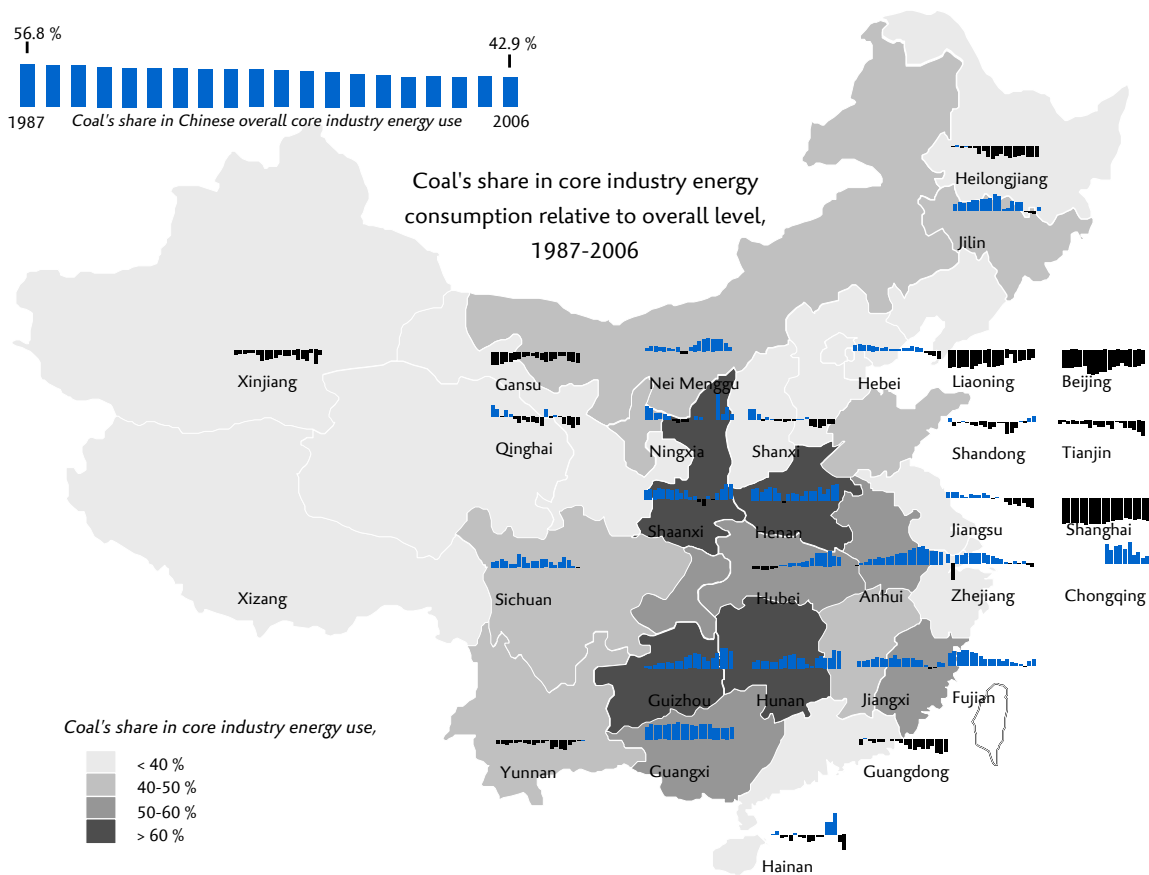 56.8 %
42.9 %
1987
Coal's share in Chinese overall core industry energy use
2006
Coal's share in core industry energy
consumption relative to overall level,
1987-2006
Heilongjiang
Jilin
Xinjiang
Gansu
Nei Menggu
Hebei
Liaoning
Beijing
Qinghai
Ningxia
Shanxi
Shandong
Tianjin
Shaanxi
Henan
Jiangsu
Shanghai
Xizang
Sichuan
Hubei
Anhui
Zhejiang
Chongqing
Guizhou
Hunan
Jiangxi
Fujian
Coal's share in core industry energy use,
< 40 %
40-50 %
50-60 %
> 60 %
Yunnan
Guangxi
Guangdong
Hainan